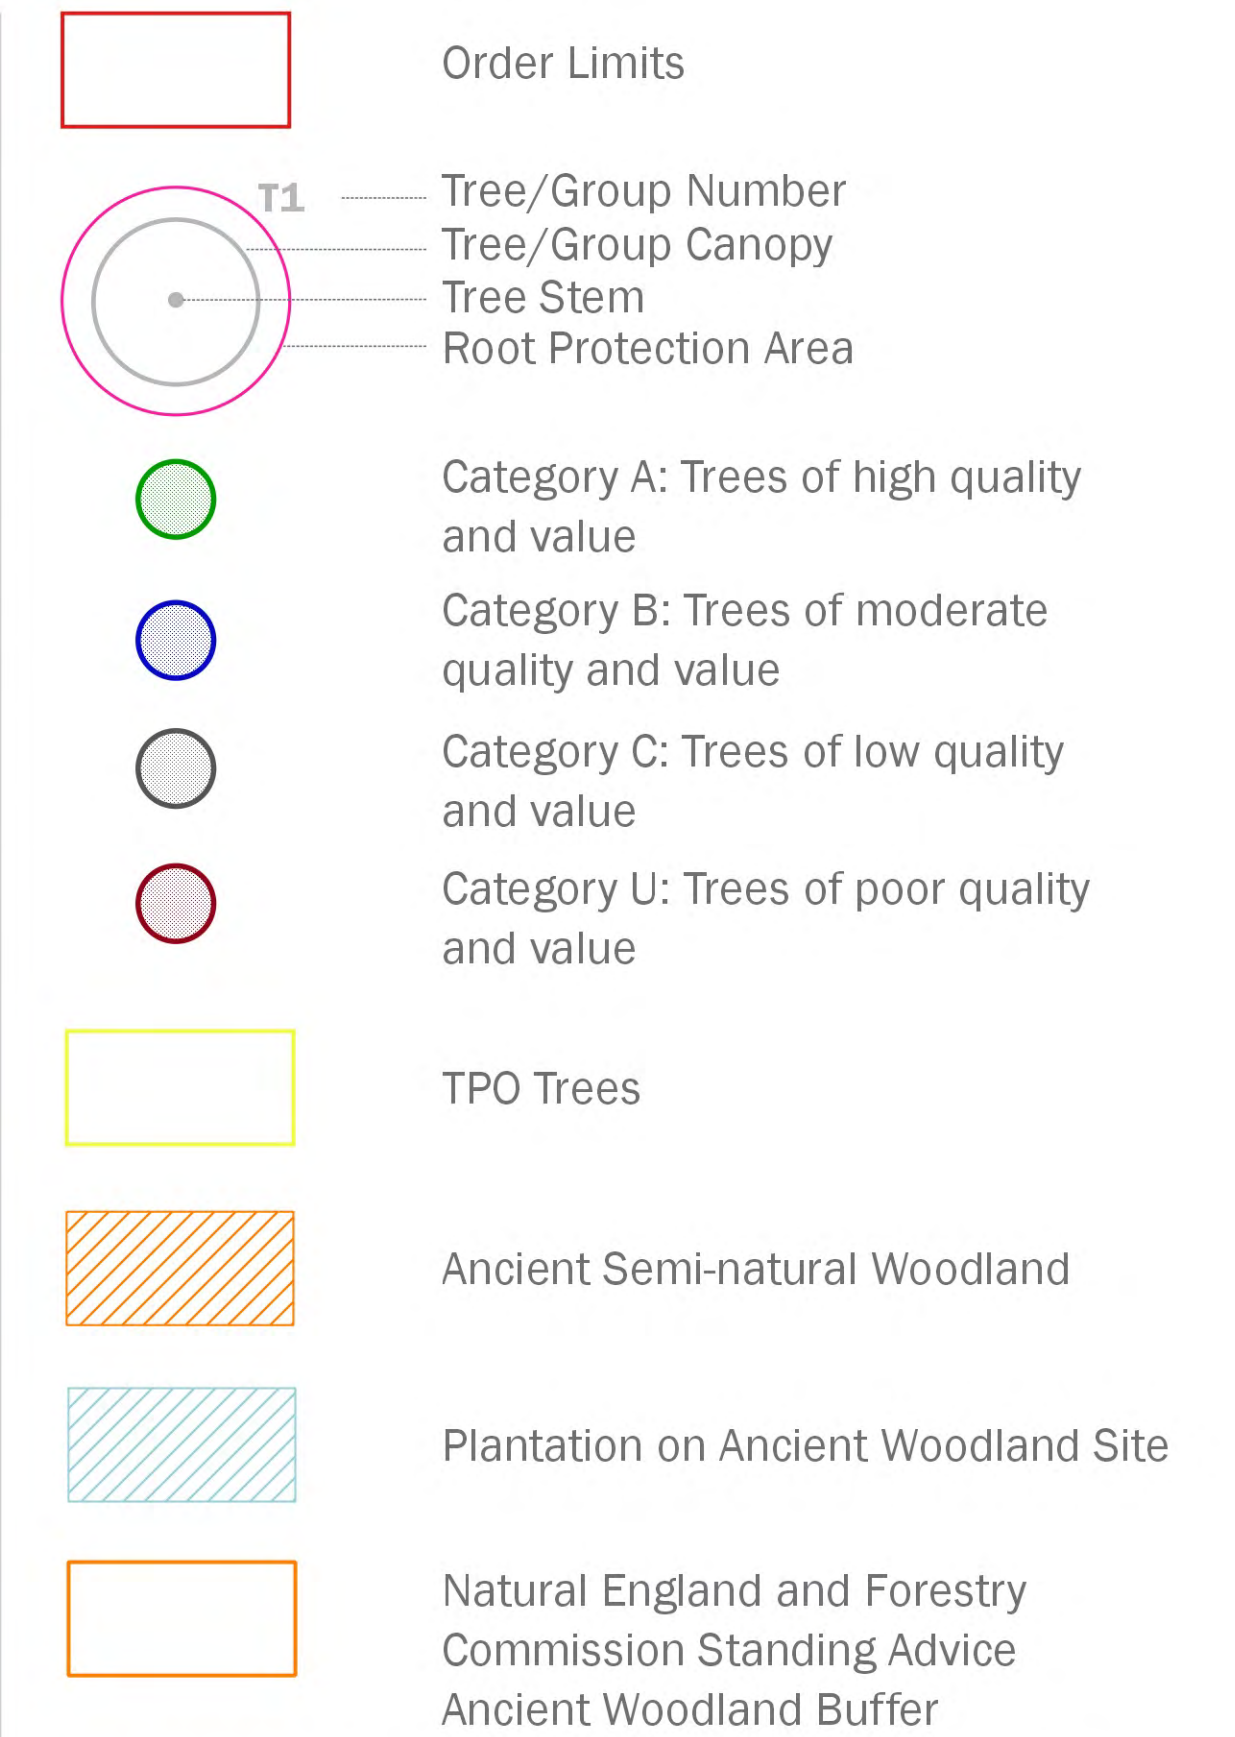 Order Limits
T1
Tree/Group Number
Tree/Group Canopy
Tree Stem
Root Protection Area
Category A: Trees of high quality
and value
Category B: Trees of moderate
quality and value
Category C: Trees of low quality
and value
Category U: Trees of poor quality
and value
TPO Trees
Ancient Semi-natural Woodland
Plantation on Ancient Woodland Site
Natural England and Forestry
Commission Standing Advice
Ancient Woodland Buffer